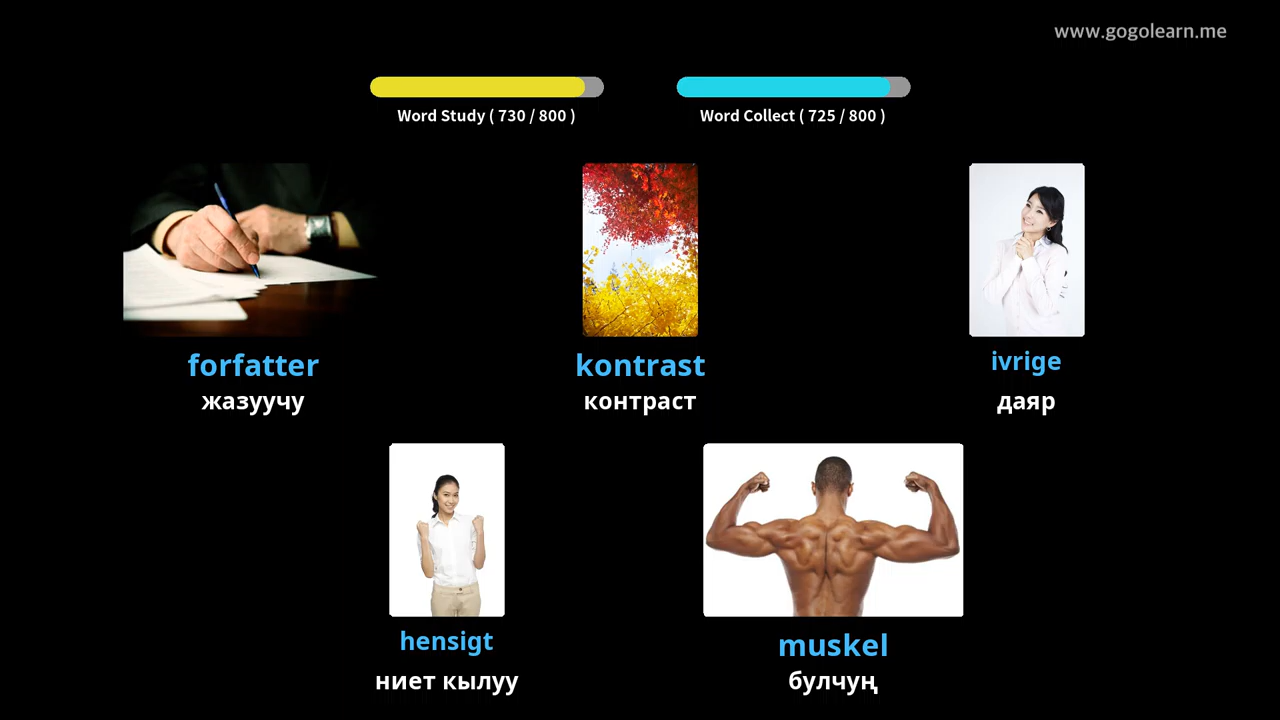 www.gogolearn.me
Word Study ( 730 / 800 )
Word Collect ( 725 / 800 )
forfatter
жазуучу
kontrast
контраст
ivrige
даяр
hensigt
ниет кылуу
muskel
булчуң